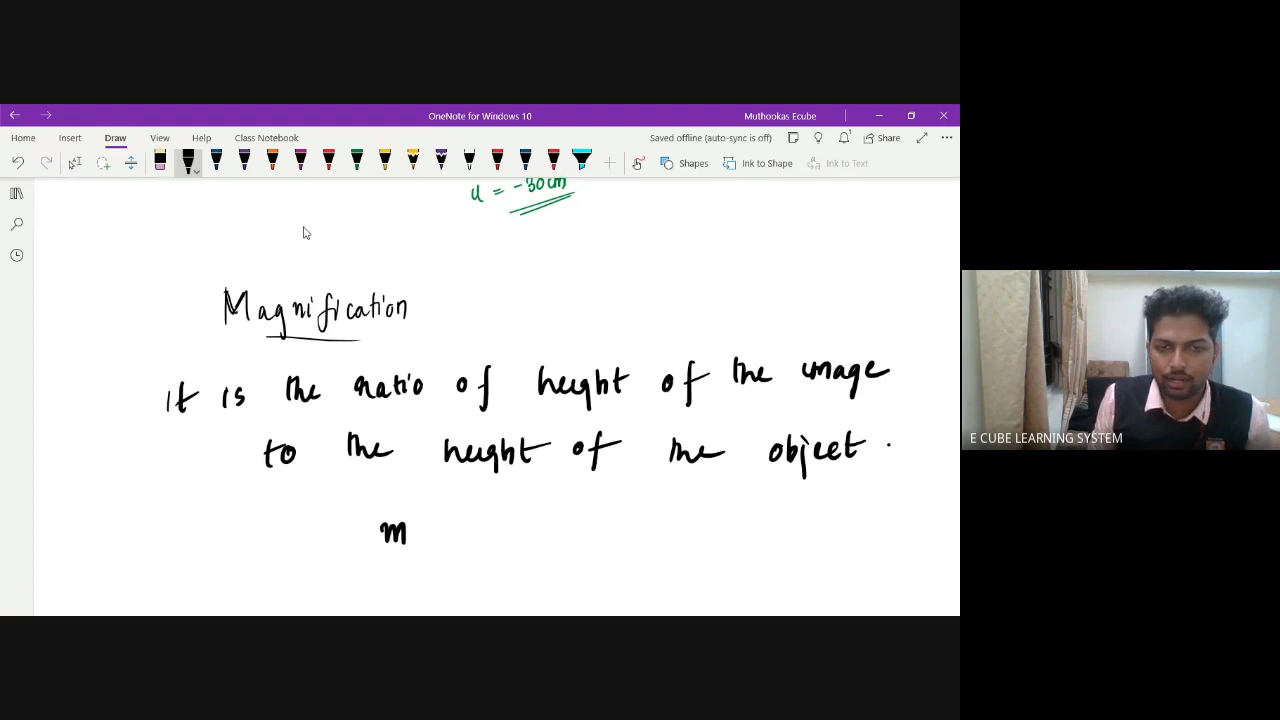 OneNote for Windows 10
Muthookas Ecube
Home Insert Draw View Help Class Notebook
Saved offline (auto-sync is off)
Share
Shapes
Ink to Shape
Ink to Text
u = -30cm
Magnification
It is the ratio of height of the image
to the height of the object.
m
E CUBE LEARNING SYSTEM